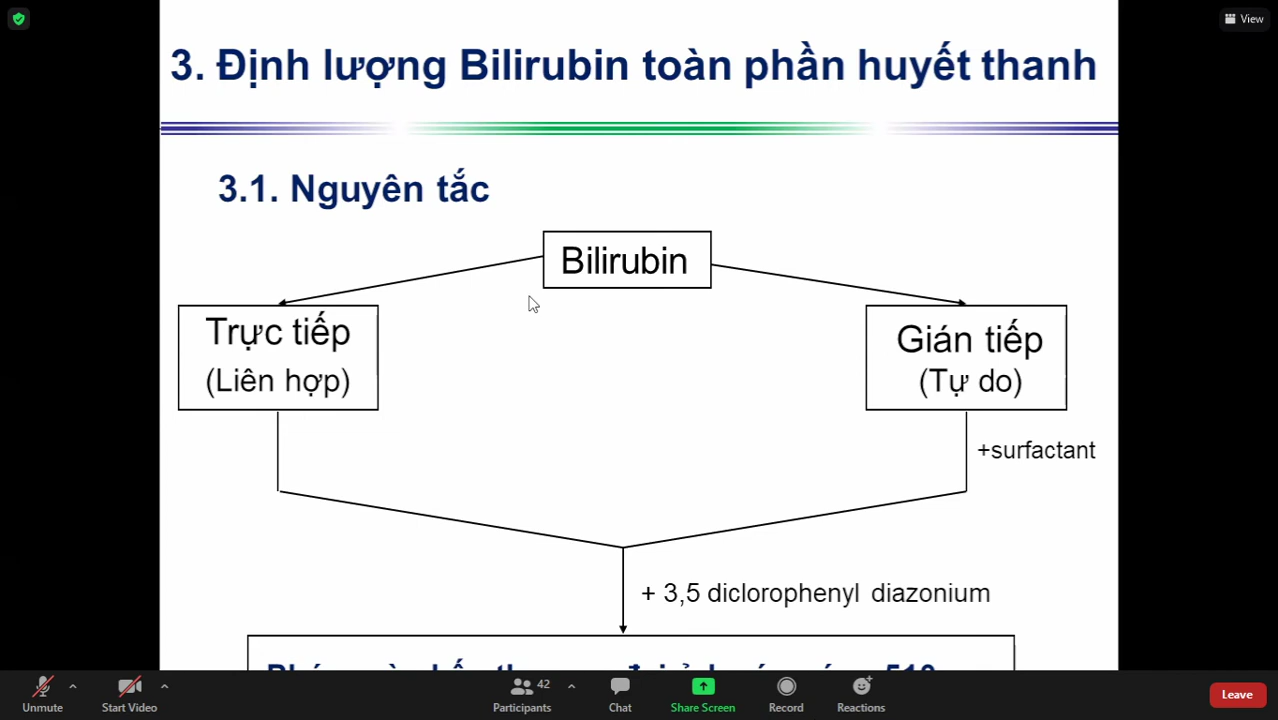 View
3. Định lượng Bilirubin toàn phần huyết thanh
3.1. Nguyên tắc
Bilirubin
Trực tiếp
(Liên hợp)
Gián tiếp
(Tự do)
+surfactant
+ 3,5 diclorophenyl diazonium
42
Unmute
Start Video
Participants
Chat
Share Screen
Record
Reactions
Leave